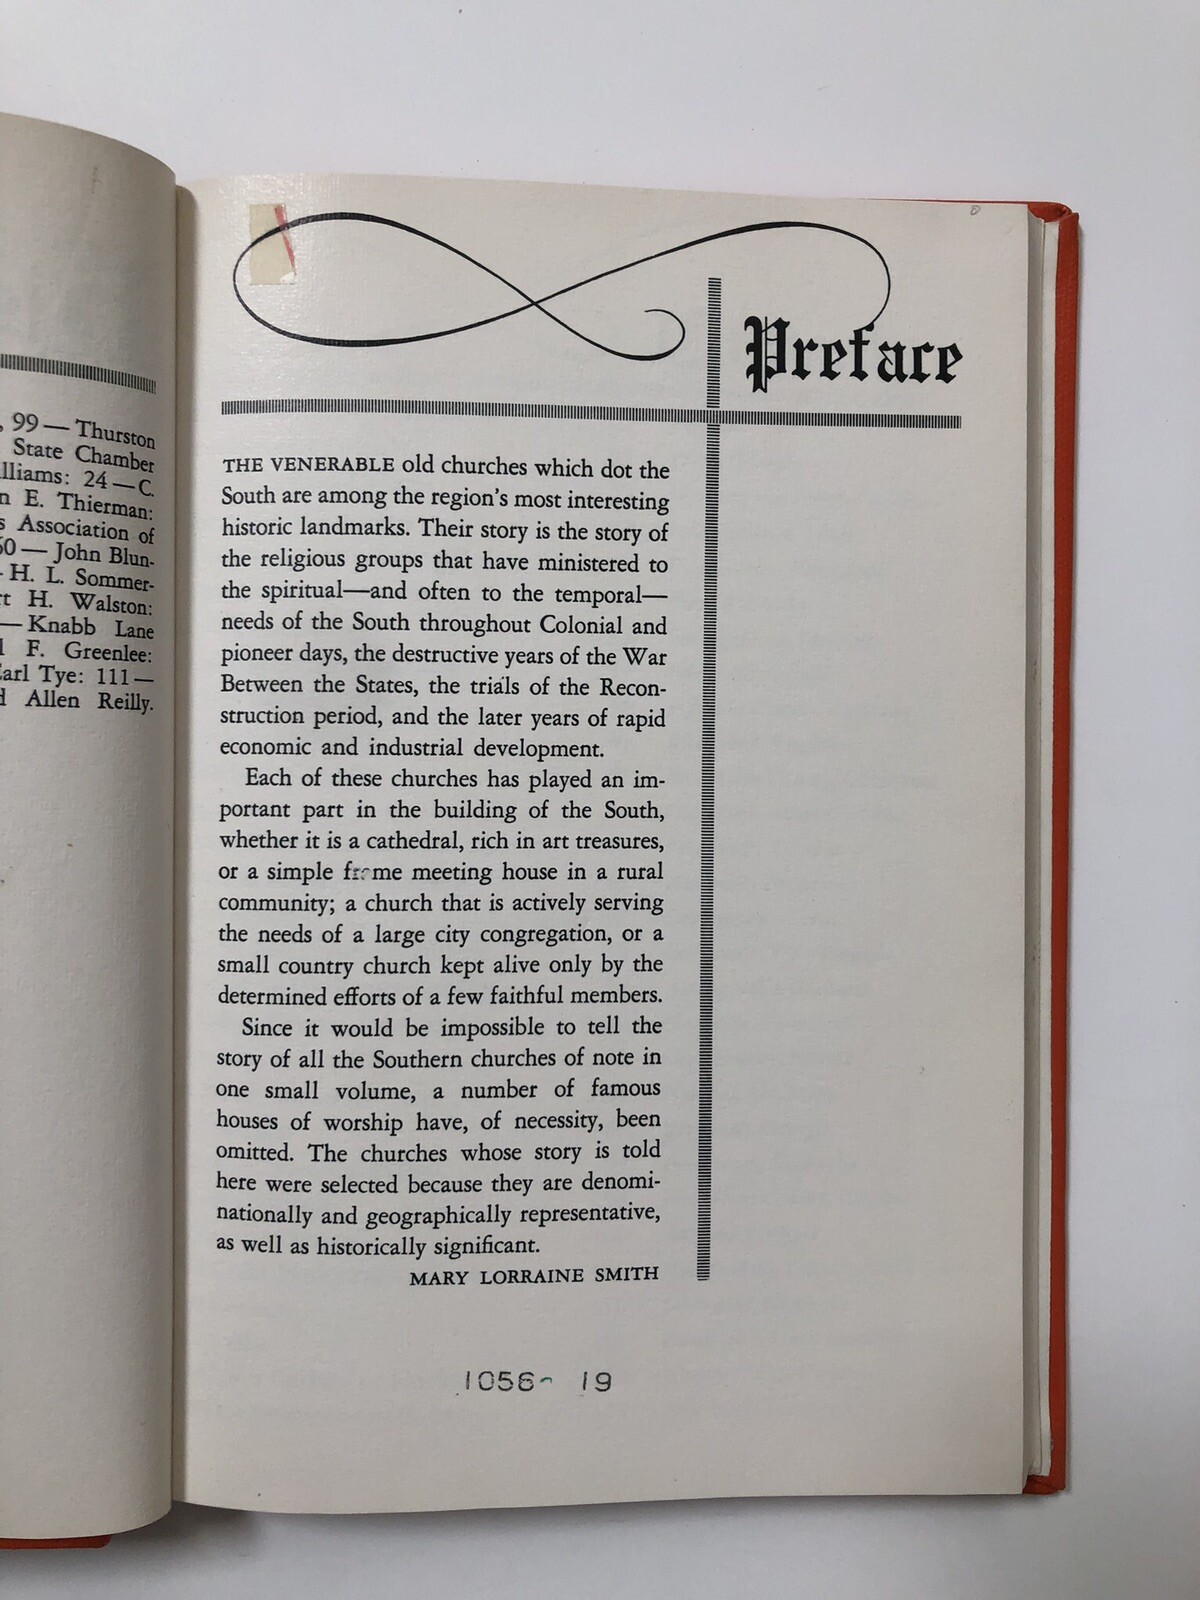 , 99 — Thurston
State Chamber
lliams: 24 — C.
n E. Thierman:
s Association of
60 — John Blun-
- H. L. Sommer-
rt H. Walston:
— Knabb Lane
l F. Greenlee:
Earl Tye: 111 —
d Allen Reilly.
Preface
THE VENERABLE old churches which dot the
South are among the region's most interesting
historic landmarks. Their story is the story of
the religious groups that have ministered to
the spiritual—and often to the temporal—
needs of the South throughout Colonial and
pioneer days, the destructive years of the War
Between the States, the trials of the Recon-
struction period, and the later years of rapid
economic and industrial development.
Each of these churches has played an im-
portant part in the building of the South,
whether it is a cathedral, rich in art treasures,
or a simple frame meeting house in a rural
community; a church that is actively serving
the needs of a large city congregation, or a
small country church kept alive only by the
determined efforts of a few faithful members.
Since it would be impossible to tell the
story of all the Southern churches of note in
one small volume, a number of famous
houses of worship have, of necessity, been
omitted. The churches whose story is told
here were selected because they are denomi-
nationally and geographically representative,
as well as historically significant.
MARY LORRAINE SMITH
1056- 19